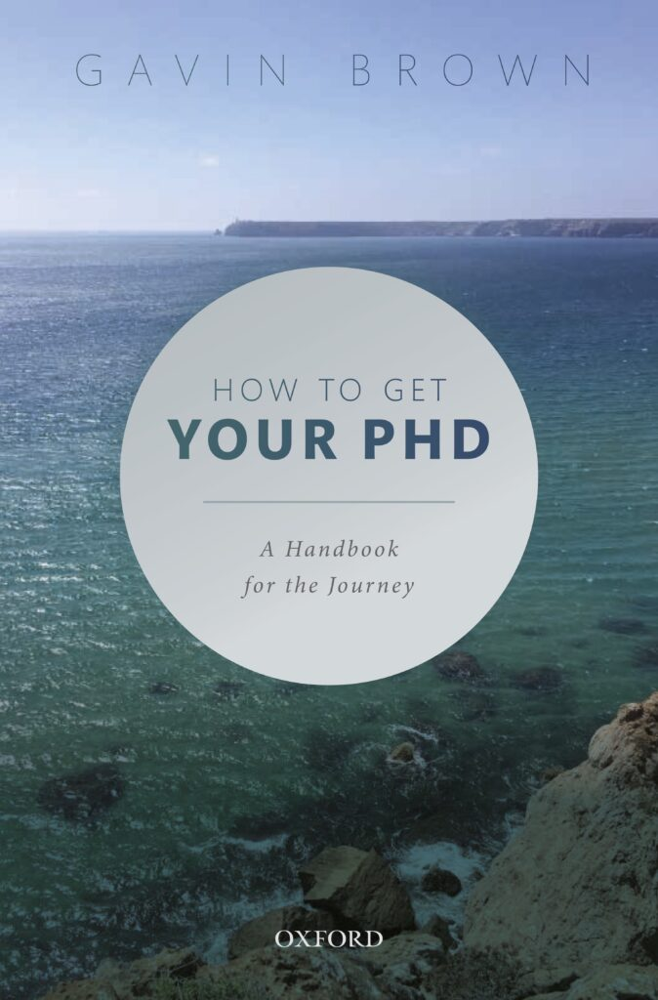 GAVIN BROWN
HOW TO GET
YOUR PHD
A Handbook
for the Journey
OXFORD